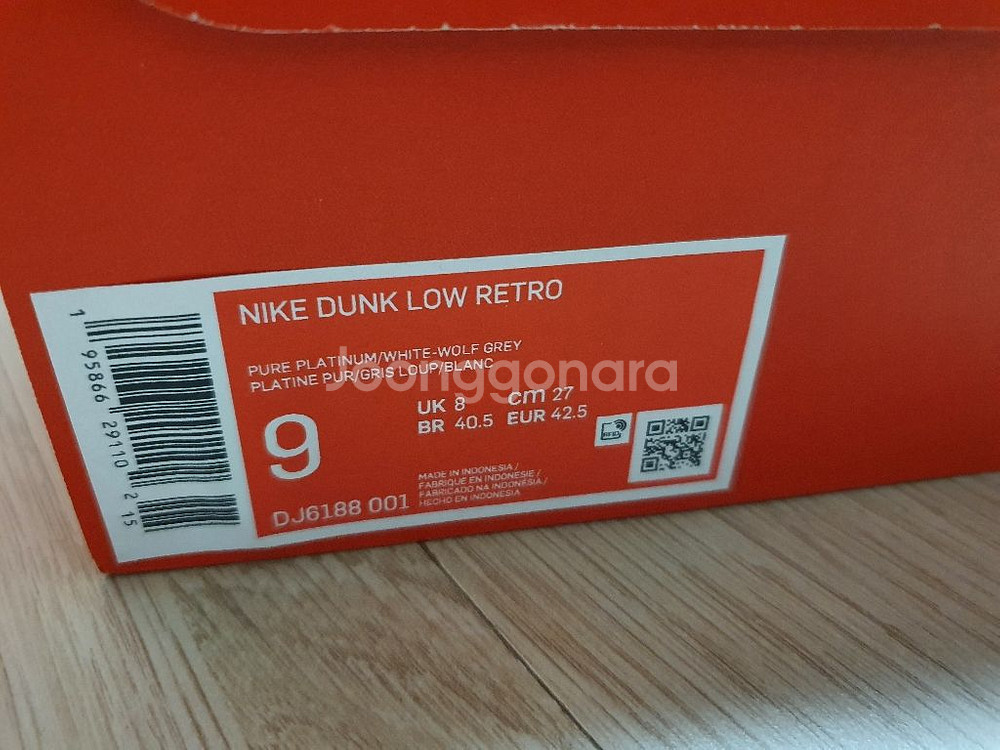 1 95866 29110 2 15
NIKE DUNK LOW RETRO
PURE PLATINUM/WHITE-WOLF GREY
PLATINE PUR/GRIS LOUP/BLANC
Joonggonara
9
UK 8 cm 27
BR 40.5 EUR 42.5
RFID
MADE IN INDONESIA /
FABRIQUE EN INDONESIE /
FABRICADO NA INDONÉSIA /
HECHO EN INDONESIA
DJ6188 001